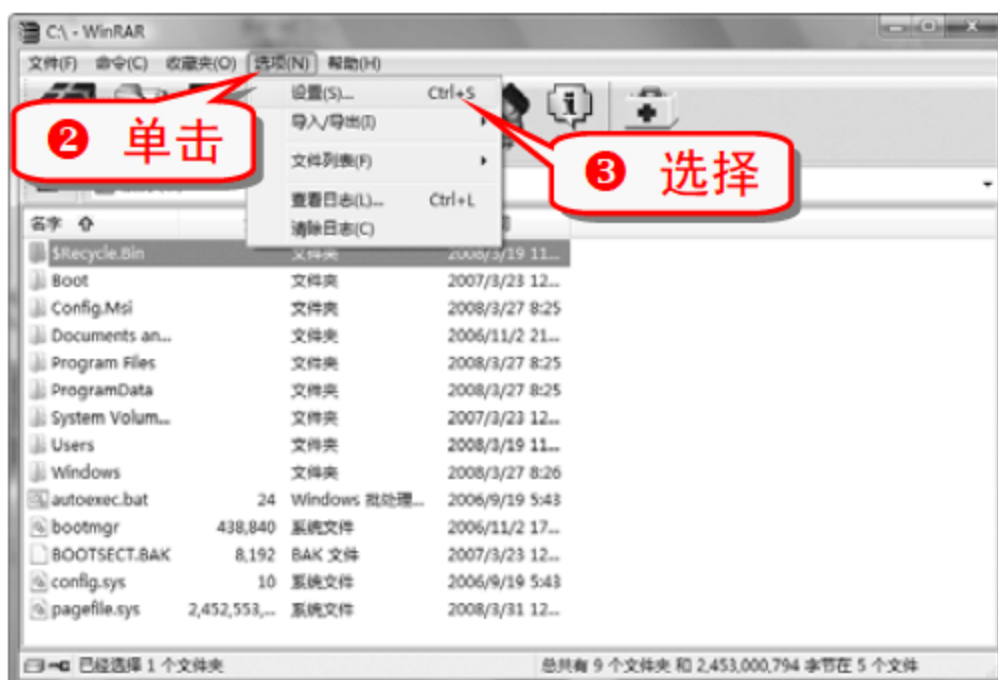 C:\ - WinRAR
文件(F) 命令(C) 收藏夹(O) 选项(N) 帮助(H)
设置(S)... Ctrl+S
导入/导出(I)
文件列表(F)
查看日志(L)... Ctrl+L
清除日志(C)
❷ 单击
❸ 选择
名字
$Recycle.Bin 文件夹 2008/3/19 11...
Boot 文件夹 2007/3/23 12...
Config.Msi 文件夹 2008/3/27 8:25
Documents an... 文件夹 2006/11/2 21...
Program Files 文件夹 2008/3/27 8:25
ProgramData 文件夹 2008/3/27 8:25
System Volum... 文件夹 2007/3/23 12...
Users 文件夹 2008/3/19 11...
Windows 文件夹 2008/3/27 8:26
autoexec.bat 24 Windows 批处理... 2006/9/19 5:43
bootmgr 438,840 系统文件 2006/11/2 17...
BOOTSECT.BAK 8,192 BAK 文件 2007/3/23 12...
config.sys 10 系统文件 2006/9/19 5:43
pagefile.sys 2,452,553,... 系统文件 2008/3/31 12...
已经选择 1 个文件夹 总共有 9 个文件夹 和 2,453,000,794 字节在 5 个文件